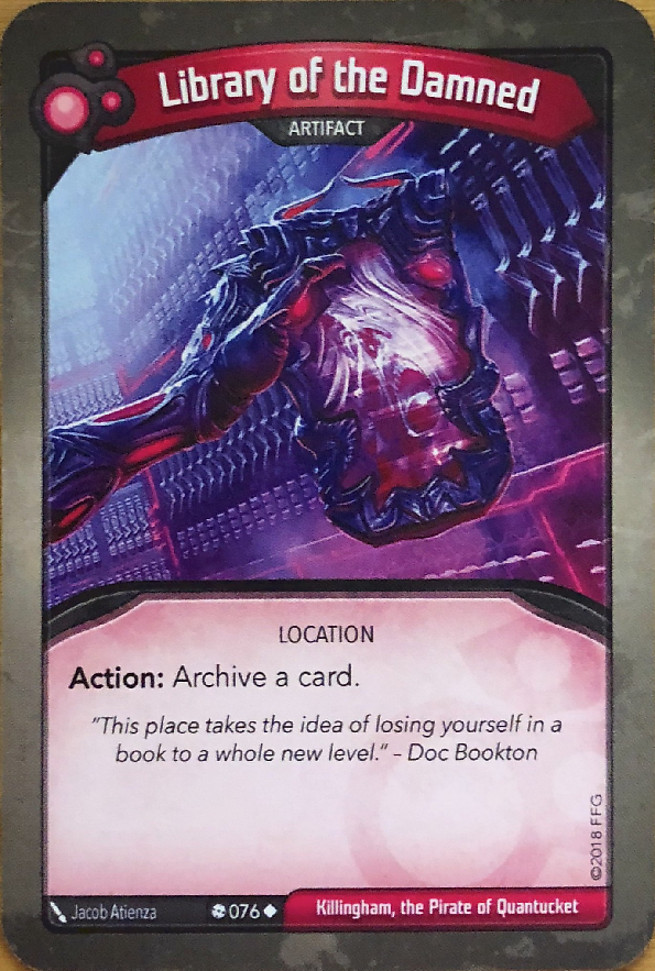 Library of the Damned
ARTIFACT
LOCATION
Action: Archive a card.
"This place takes the idea of losing yourself in a
book to a whole new level." – Doc Bookton
©2018 FFG
Jacob Atienza
076
Killingham, the Pirate of Quantucket